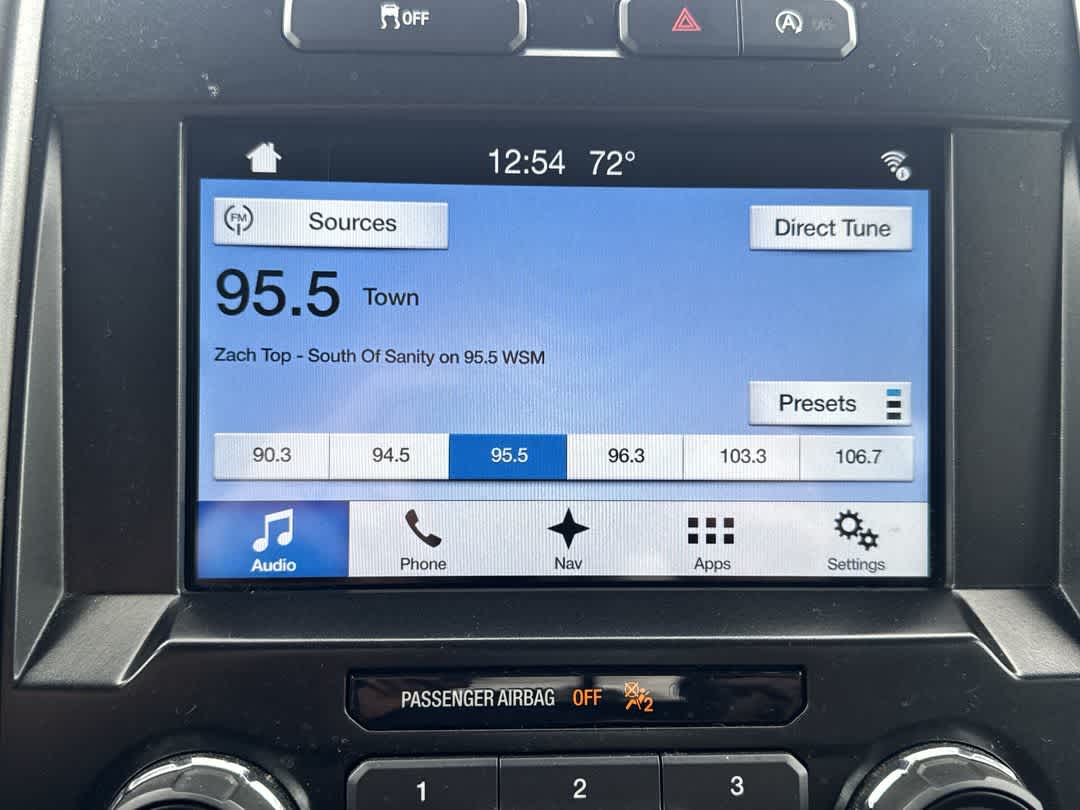 OFF
A OFF
12:54 72°
FM Sources
Direct Tune
95.5 Town
Zach Top - South Of Sanity on 95.5 WSM
Presets
90.3 94.5 95.5 96.3 103.3 106.7
Audio Phone Nav Apps Settings
PASSENGER AIRBAG OFF 2
1 2 3